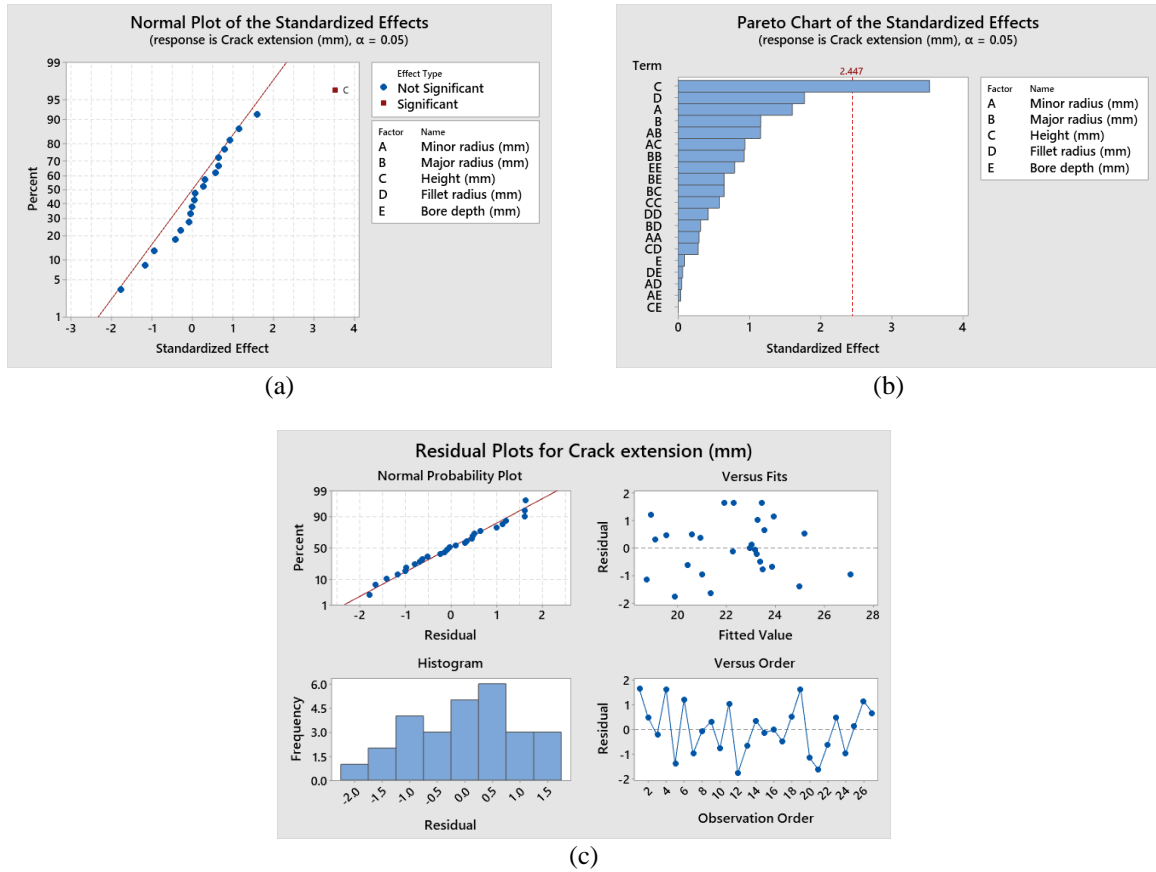 Normal Plot of the Standardized Effects
(response is Crack extension (mm), α = 0.05)
99
95
90
80
70
60
50
40
30
20
10
5
1
Percent
-3 -2 -1 0 1 2 3 4
Standardized Effect
C
Effect Type
Not Significant
Significant
Factor Name
A Minor radius (mm)
B Major radius (mm)
C Height (mm)
D Fillet radius (mm)
E Bore depth (mm)
(a)
Pareto Chart of the Standardized Effects
(response is Crack extension (mm), α = 0.05)
Term
2.447
C
D
A
B
AB
AC
BB
EE
BE
BC
CC
DD
BD
AA
CD
E
DE
AD
AE
CE
0 1 2 3 4
Standardized Effect
Factor Name
A Minor radius (mm)
B Major radius (mm)
C Height (mm)
D Fillet radius (mm)
E Bore depth (mm)
(b)
Residual Plots for Crack extension (mm)
Normal Probability Plot
99
90
50
10
1
Percent
-2 -1 0 1 2
Residual
Versus Fits
2
1
0
-1
-2
Residual
20 22 24 26 28
Fitted Value
Histogram
6.0
4.5
3.0
1.5
0.0
Frequency
-2.0 -1.5 -1.0 -0.5 0.0 0.5 1.0 1.5
Residual
Versus Order
2
1
0
-1
-2
Residual
2 4 6 8 10 12 14 16 18 20 22 24 26
Observation Order
(c)